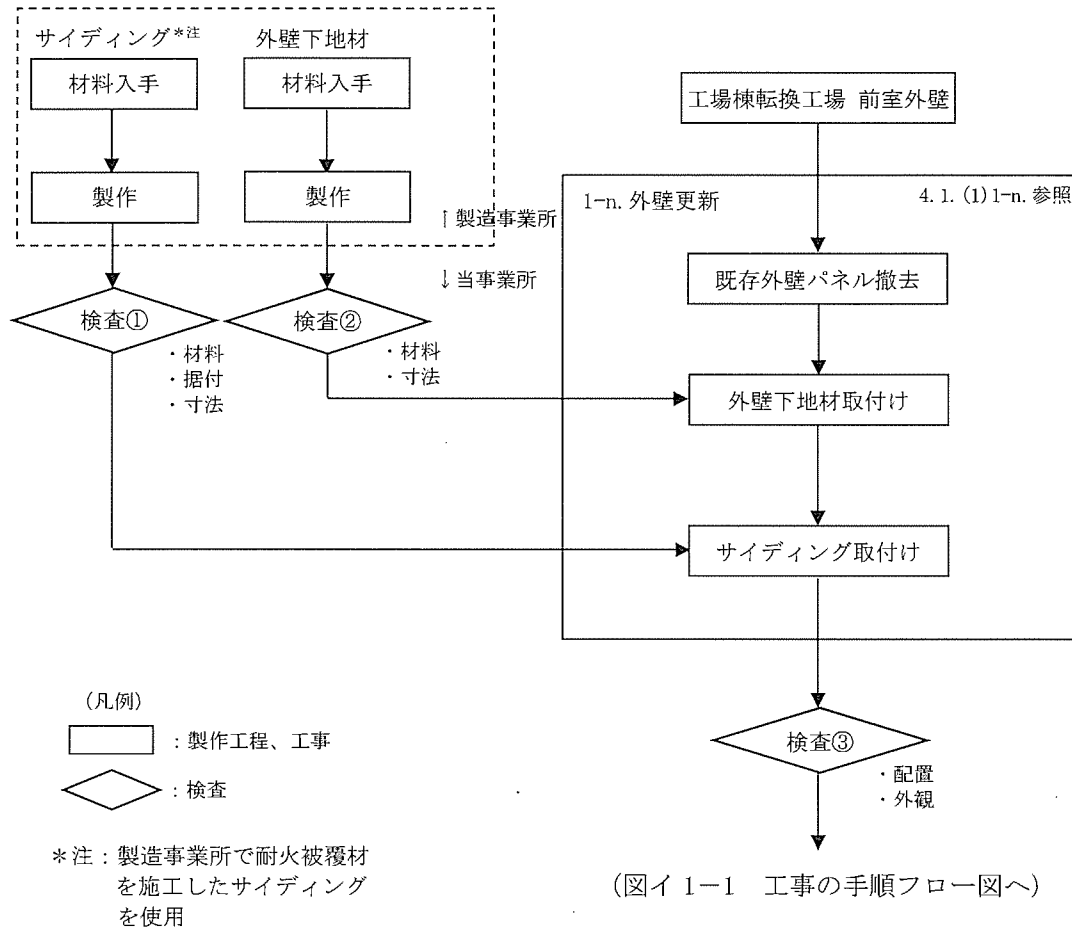 サイディング*注
外壁下地材
材料入手
材料入手
製作
製作
↑製造事業所
↓当事業所
検査①
・材料
・据付
・寸法
検査②
・材料
・寸法
工場棟転換工場 前室外壁
1-n. 外壁更新
4.1.(1)1-n.参照
既存外壁パネル撤去
外壁下地材取付け
サイディング取付け
検査③
・配置
・外観
(図イ 1-1 工事の手順フロー図へ)
(凡例)
：製作工程、工事
：検査
*注：製造事業所で耐火被覆材
を施工したサイディング
を使用